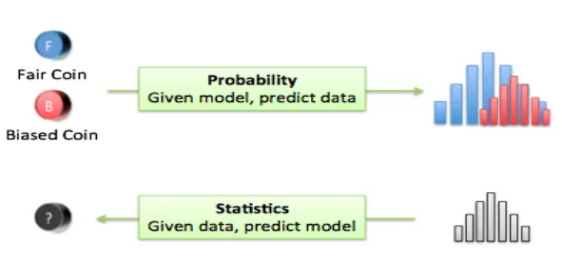 F
Fair Coin
B
Biased Coin
Probability
Given model, predict data
?
Statistics
Given data, predict model